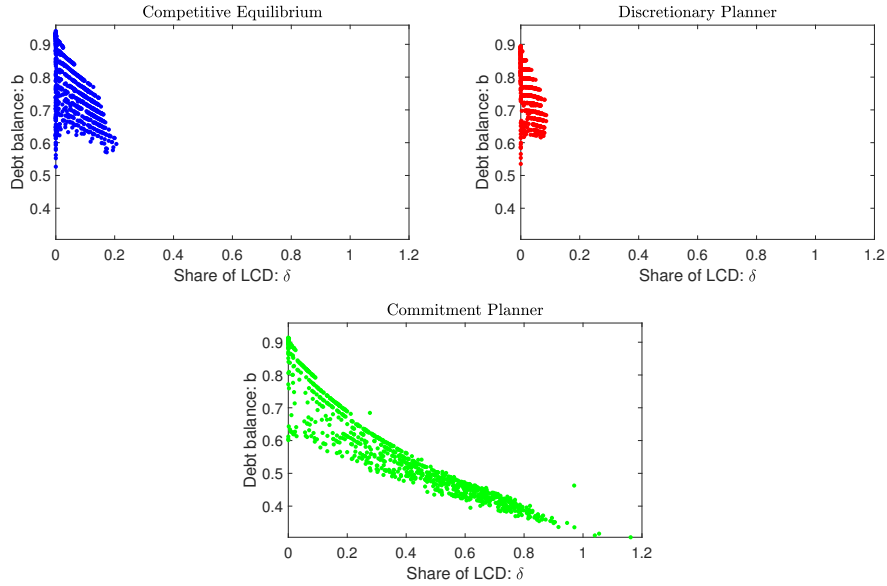 Competitive Equilibrium
Debt balance: b
0.9
0.8
0.7
0.6
0.5
0.4
0 0.2 0.4 0.6 0.8 1 1.2
Share of LCD: δ
Discretionary Planner
Debt balance: b
0.9
0.8
0.7
0.6
0.5
0.4
0 0.2 0.4 0.6 0.8 1 1.2
Share of LCD: δ
Commitment Planner
Debt balance: b
0.9
0.8
0.7
0.6
0.5
0.4
0 0.2 0.4 0.6 0.8 1 1.2
Share of LCD: δ